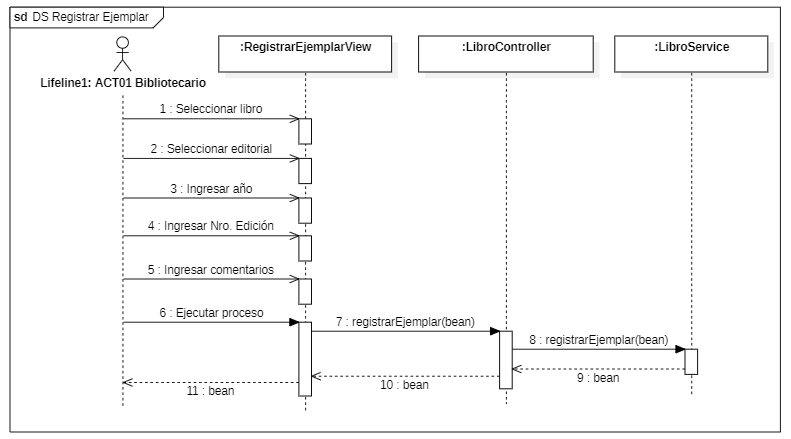 sd DS Registrar Ejemplar
:RegistrarEjemplarView
:LibroController
:LibroService
Lifeline1: ACT01 Bibliotecario
1 : Seleccionar libro
2 : Seleccionar editorial
3 : Ingresar año
4 : Ingresar Nro. Edición
5 : Ingresar comentarios
6 : Ejecutar proceso
7 : registrarEjemplar(bean)
8 : registrarEjemplar(bean)
9 : bean
10 : bean
11 : bean